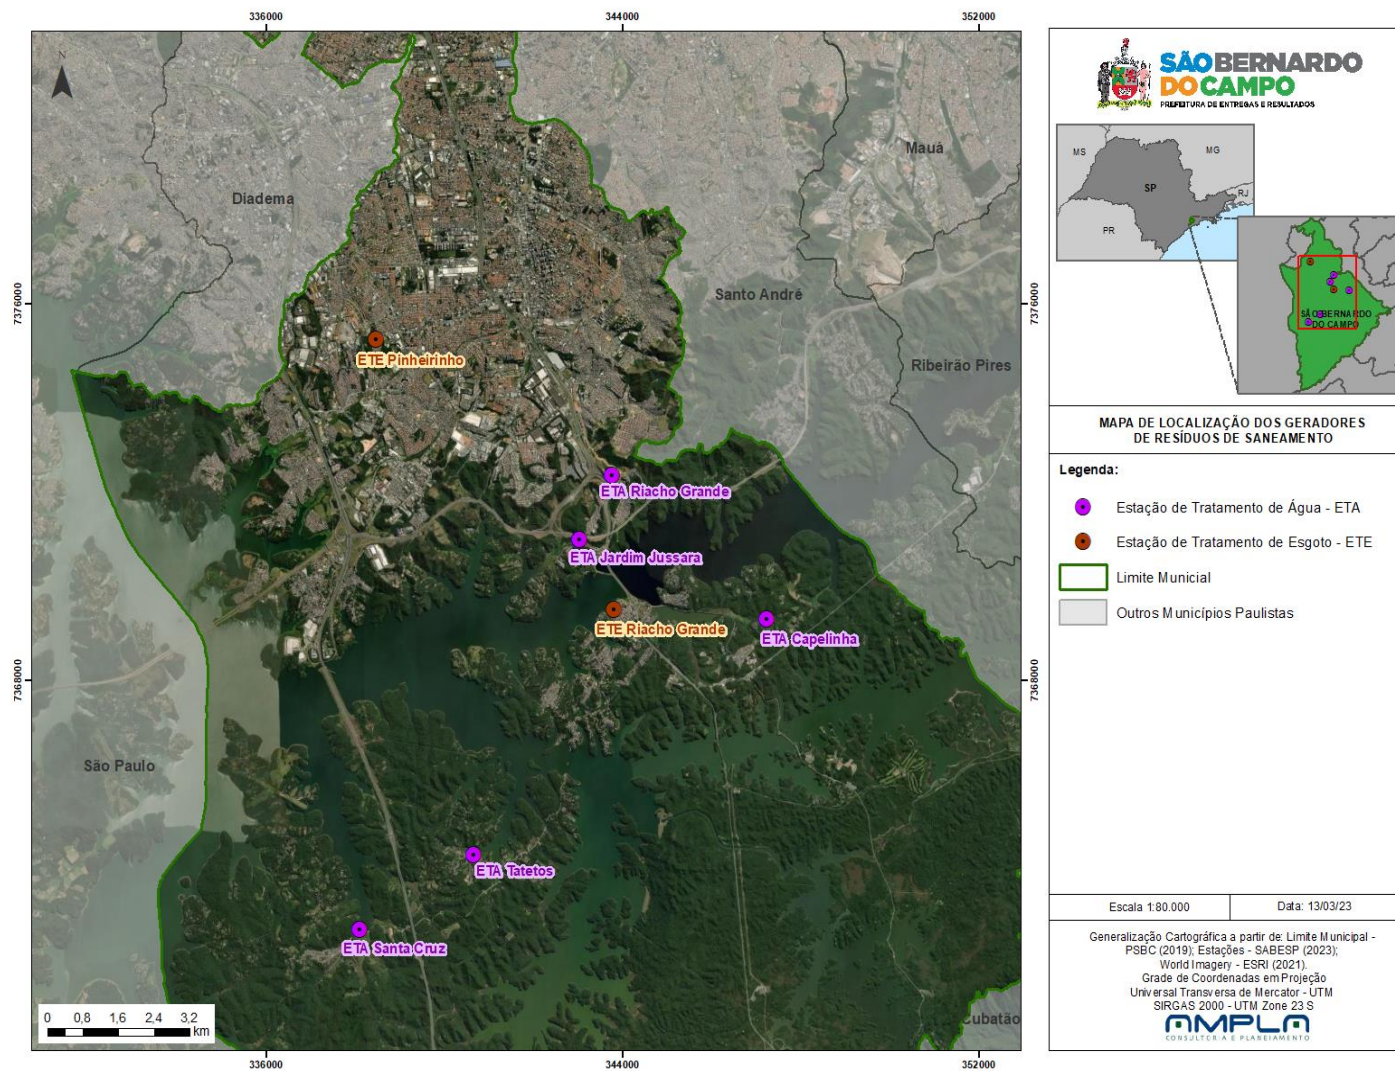 336000
344000
352000
7376000
7368000
N
Diadema
Mauá
Santo André
Ribeirão Pires
São Paulo
Cubatão
ETE Pinheirinho
ETA Riacho Grande
ETA Jardim Jussara
ETE Riacho Grande
ETA Capelinha
ETA Tatetos
ETA Santa Cruz
0 0,8 1,6 2,4 3,2
km
336000
344000
352000
7376000
7368000
SÃO BERNARDO
DO CAMPO
PREFEITURA DE ENTREGAS E RESULTADOS
MS
MG
SP
RJ
PR
SÃO BERNARDO
DO CAMPO
MAPA DE LOCALIZAÇÃO DOS GERADORES
DE RESÍDUOS DE SANEAMENTO
Legenda:
Estação de Tratamento de Água - ETA
Estação de Tratamento de Esgoto - ETE
Limite Municial
Outros Municípios Paulistas
Escala 1:80.000
Data: 13/03/23
Generalização Cartográfica a partir de: Limite Municipal -
PSBC (2019); Estações - SABESP (2023);
World Imagery - ESRI (2021).
Grade de Coordenadas em Projeção
Universal Transversa de Mercator - UTM
SIRGAS 2000 - UTM Zone 23 S
AMPLA
CONSULTORIA E PLANEJAMENTO